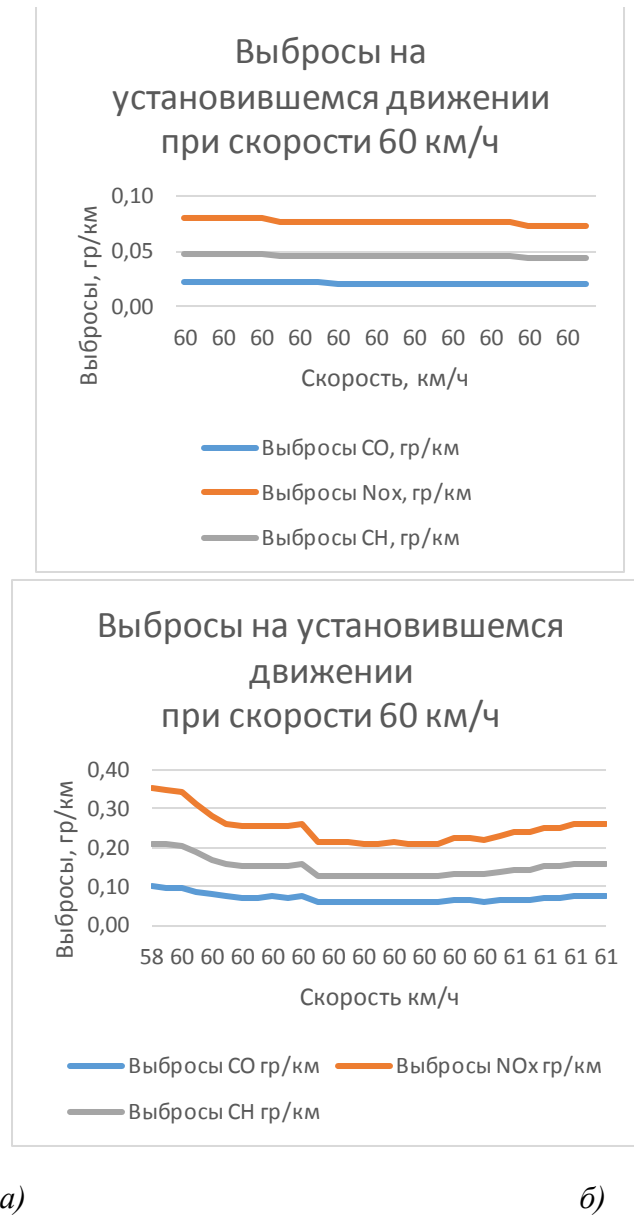 Выбросы на
установившемся движении
при скорости 60 км/ч
Выбросы, гр/км
0,10
0,05
0,00
60 60 60 60 60 60 60 60 60 60 60
Скорость, км/ч
Выбросы CO, гр/км
Выбросы Nox, гр/км
Выбросы CH, гр/км
Выбросы на установившемся
движении
при скорости 60 км/ч
Выбросы, гр/км
0,40
0,30
0,20
0,10
0,00
58 60 60 60 60 60 60 60 60 60 60 60 61 61 61 61
Скорость км/ч
Выбросы CO гр/км Выбросы NOx гр/км
Выбросы CH гр/км
а) б)